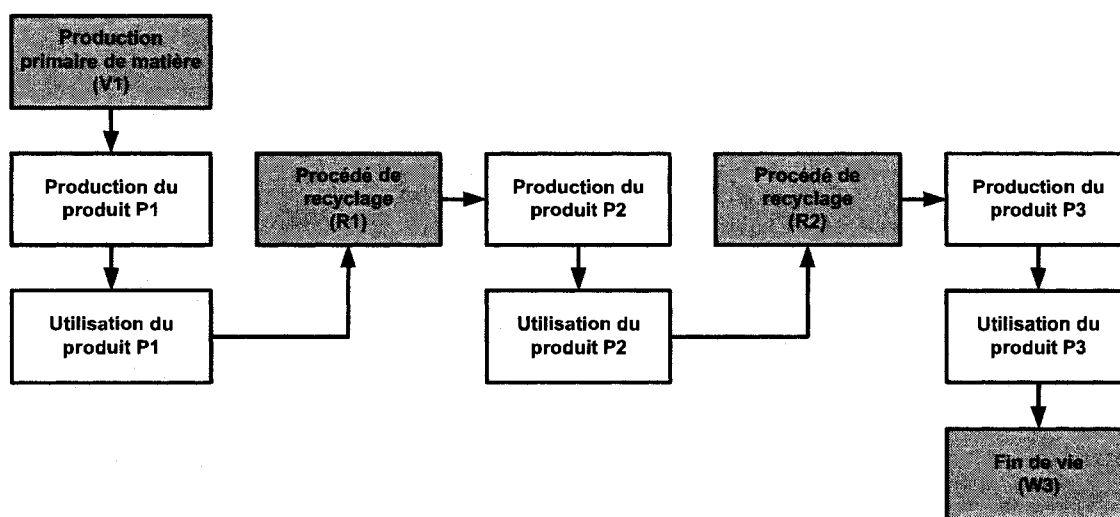 Production
primaire de matière
(V1)
Production du
produit P1
Utilisation du
produit P1
Procédé de
recyclage
(R1)
Production du
produit P2
Utilisation du
produit P2
Procédé de
recyclage
(R2)
Production du
produit P3
Utilisation du
produit P3
Fin de vie
(W3)